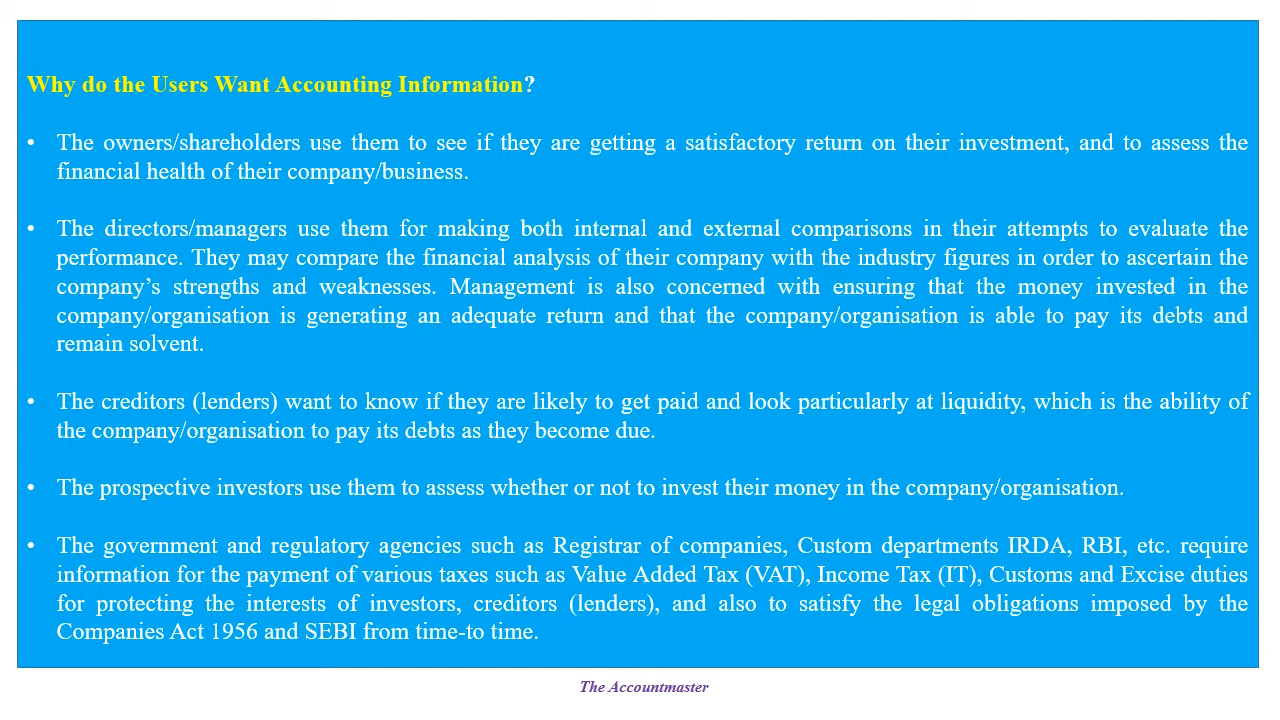 Why do the Users Want Accounting Information?
• The owners/shareholders use them to see if they are getting a satisfactory return on their investment, and to assess the
financial health of their company/business.
• The directors/managers use them for making both internal and external comparisons in their attempts to evaluate the
performance. They may compare the financial analysis of their company with the industry figures in order to ascertain the
company’s strengths and weaknesses. Management is also concerned with ensuring that the money invested in the
company/organisation is generating an adequate return and that the company/organisation is able to pay its debts and
remain solvent.
• The creditors (lenders) want to know if they are likely to get paid and look particularly at liquidity, which is the ability of
the company/organisation to pay its debts as they become due.
• The prospective investors use them to assess whether or not to invest their money in the company/organisation.
• The government and regulatory agencies such as Registrar of companies, Custom departments IRDA, RBI, etc. require
information for the payment of various taxes such as Value Added Tax (VAT), Income Tax (IT), Customs and Excise duties
for protecting the interests of investors, creditors (lenders), and also to satisfy the legal obligations imposed by the
Companies Act 1956 and SEBI from time-to time.
The Accountmaster